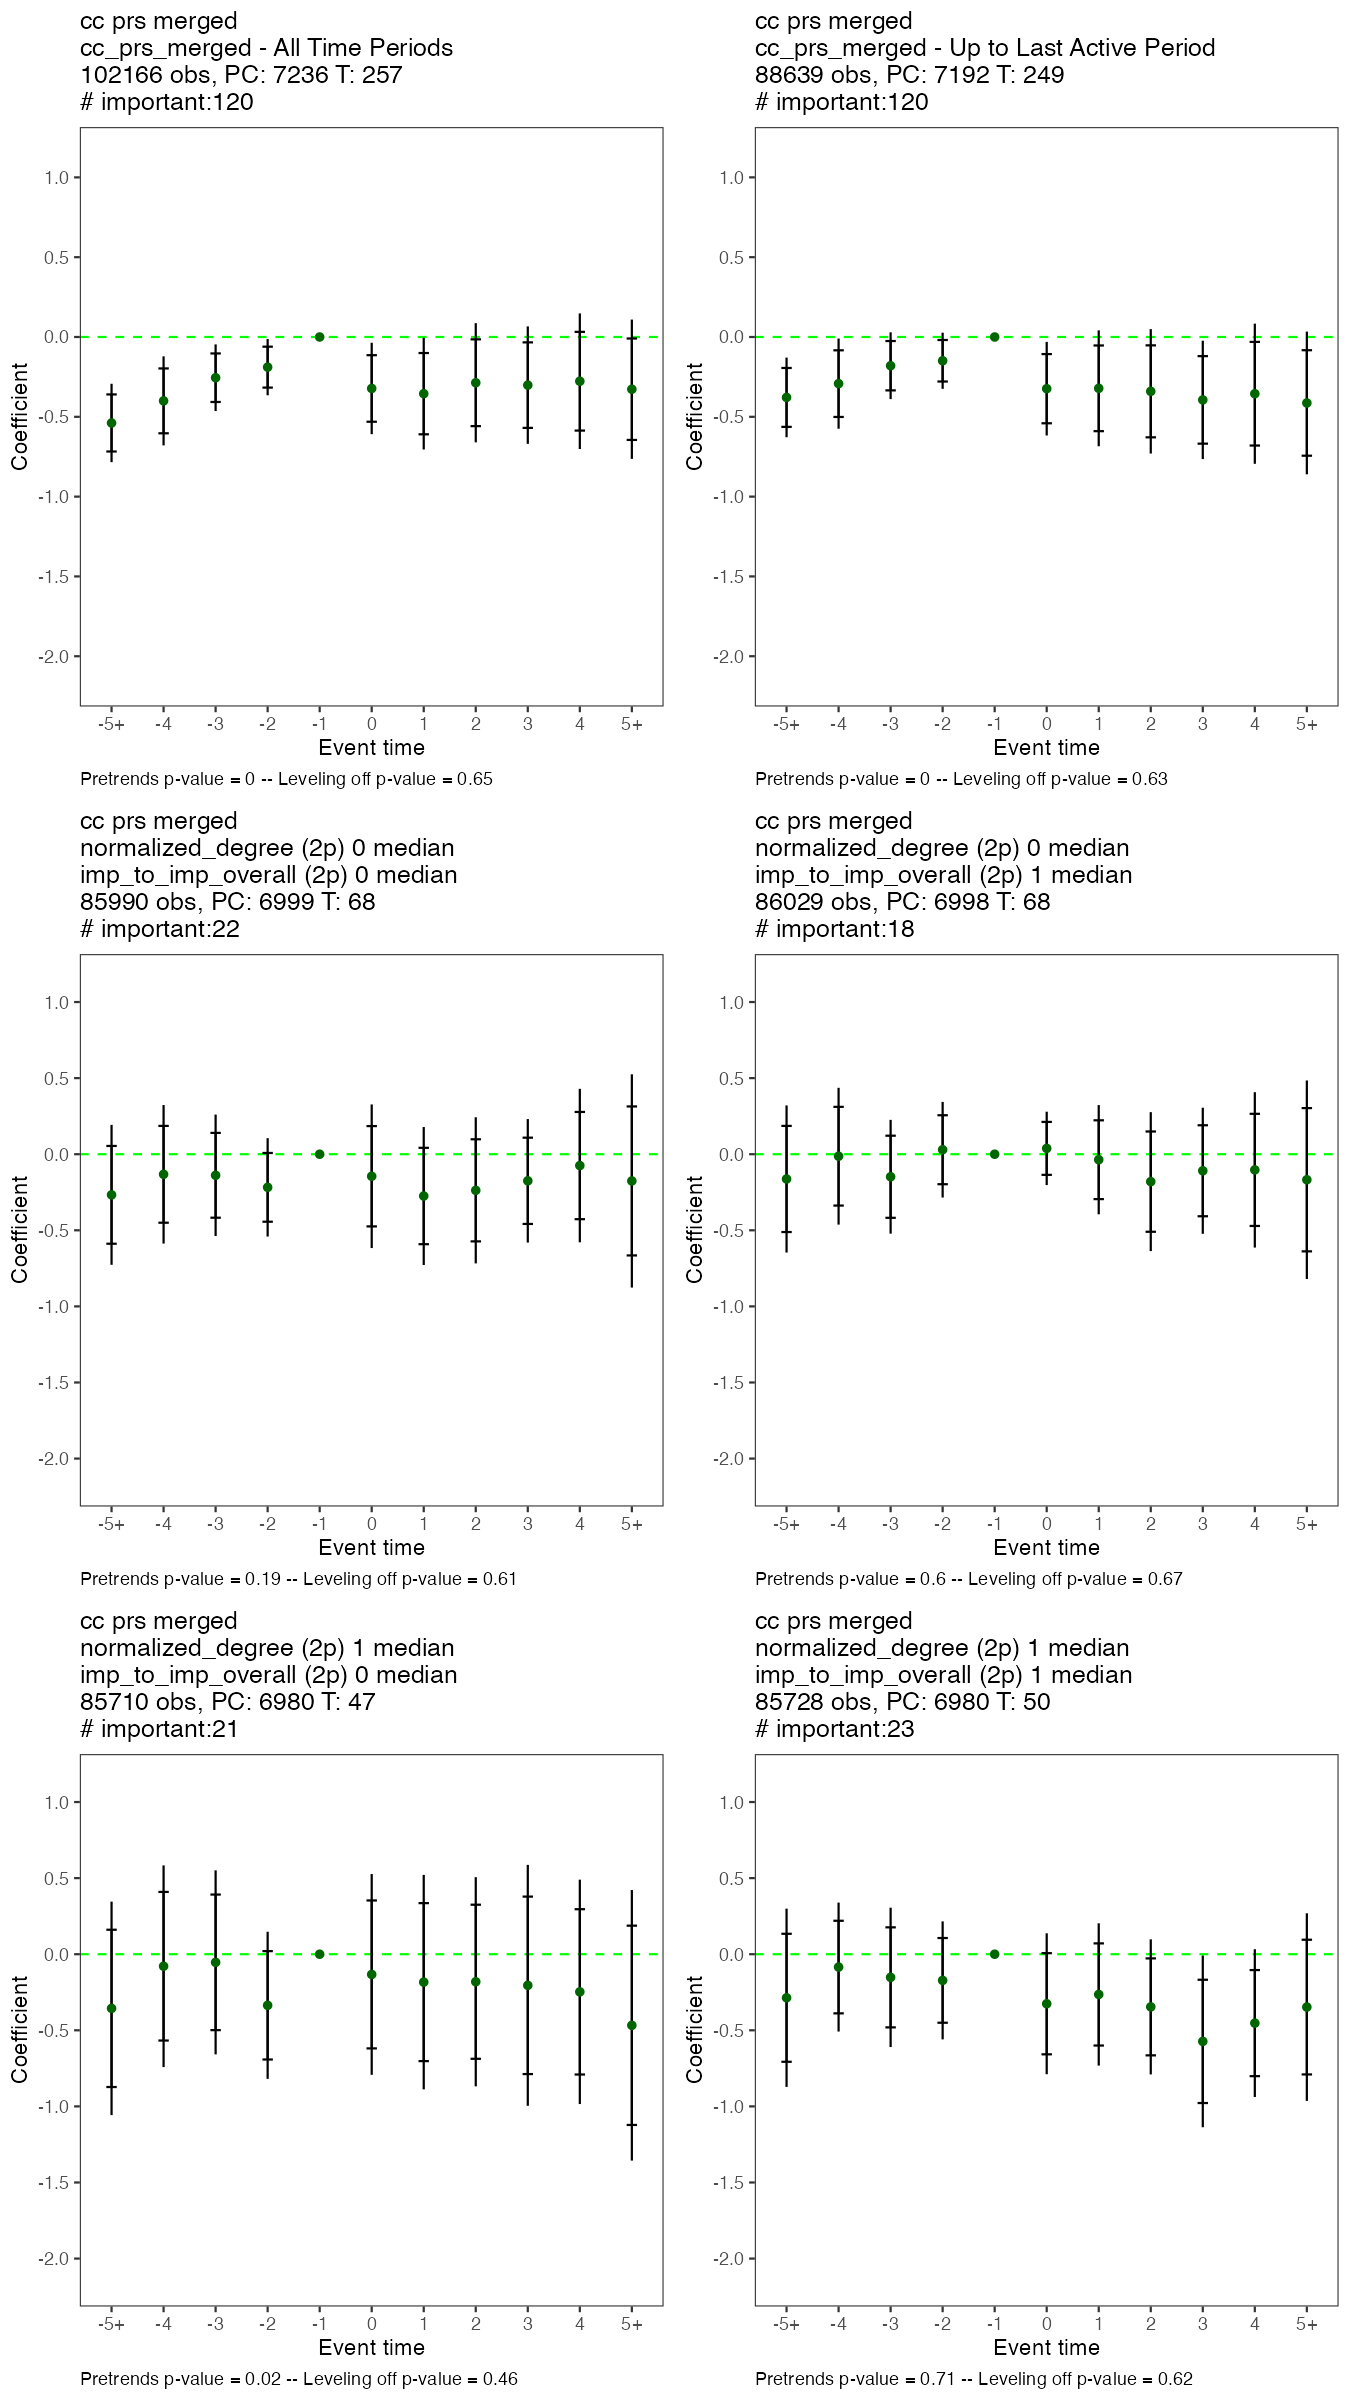 cc prs merged
cc_prs_merged - All Time Periods
102166 obs, PC: 7236 T: 257
# important:120
1.0
0.5
0.0
-0.5
-1.0
-1.5
-2.0
Coefficient
-5+ -4 -3 -2 -1 0 1 2 3 4 5+
Event time
Pretrends p-value = 0 -- Leveling off p-value = 0.65
cc prs merged
cc_prs_merged - Up to Last Active Period
88639 obs, PC: 7192 T: 249
# important:120
1.0
0.5
0.0
-0.5
-1.0
-1.5
-2.0
Coefficient
-5+ -4 -3 -2 -1 0 1 2 3 4 5+
Event time
Pretrends p-value = 0 -- Leveling off p-value = 0.63
cc prs merged
normalized_degree (2p) 0 median
imp_to_imp_overall (2p) 0 median
85990 obs, PC: 6999 T: 68
# important:22
1.0
0.5
0.0
-0.5
-1.0
-1.5
-2.0
Coefficient
-5+ -4 -3 -2 -1 0 1 2 3 4 5+
Event time
Pretrends p-value = 0.19 -- Leveling off p-value = 0.61
cc prs merged
normalized_degree (2p) 0 median
imp_to_imp_overall (2p) 1 median
86029 obs, PC: 6998 T: 68
# important:18
1.0
0.5
0.0
-0.5
-1.0
-1.5
-2.0
Coefficient
-5+ -4 -3 -2 -1 0 1 2 3 4 5+
Event time
Pretrends p-value = 0.6 -- Leveling off p-value = 0.67
cc prs merged
normalized_degree (2p) 1 median
imp_to_imp_overall (2p) 0 median
85710 obs, PC: 6980 T: 47
# important:21
1.0
0.5
0.0
-0.5
-1.0
-1.5
-2.0
Coefficient
-5+ -4 -3 -2 -1 0 1 2 3 4 5+
Event time
Pretrends p-value = 0.02 -- Leveling off p-value = 0.46
cc prs merged
normalized_degree (2p) 1 median
imp_to_imp_overall (2p) 1 median
85728 obs, PC: 6980 T: 50
# important:23
1.0
0.5
0.0
-0.5
-1.0
-1.5
-2.0
Coefficient
-5+ -4 -3 -2 -1 0 1 2 3 4 5+
Event time
Pretrends p-value = 0.71 -- Leveling off p-value = 0.62